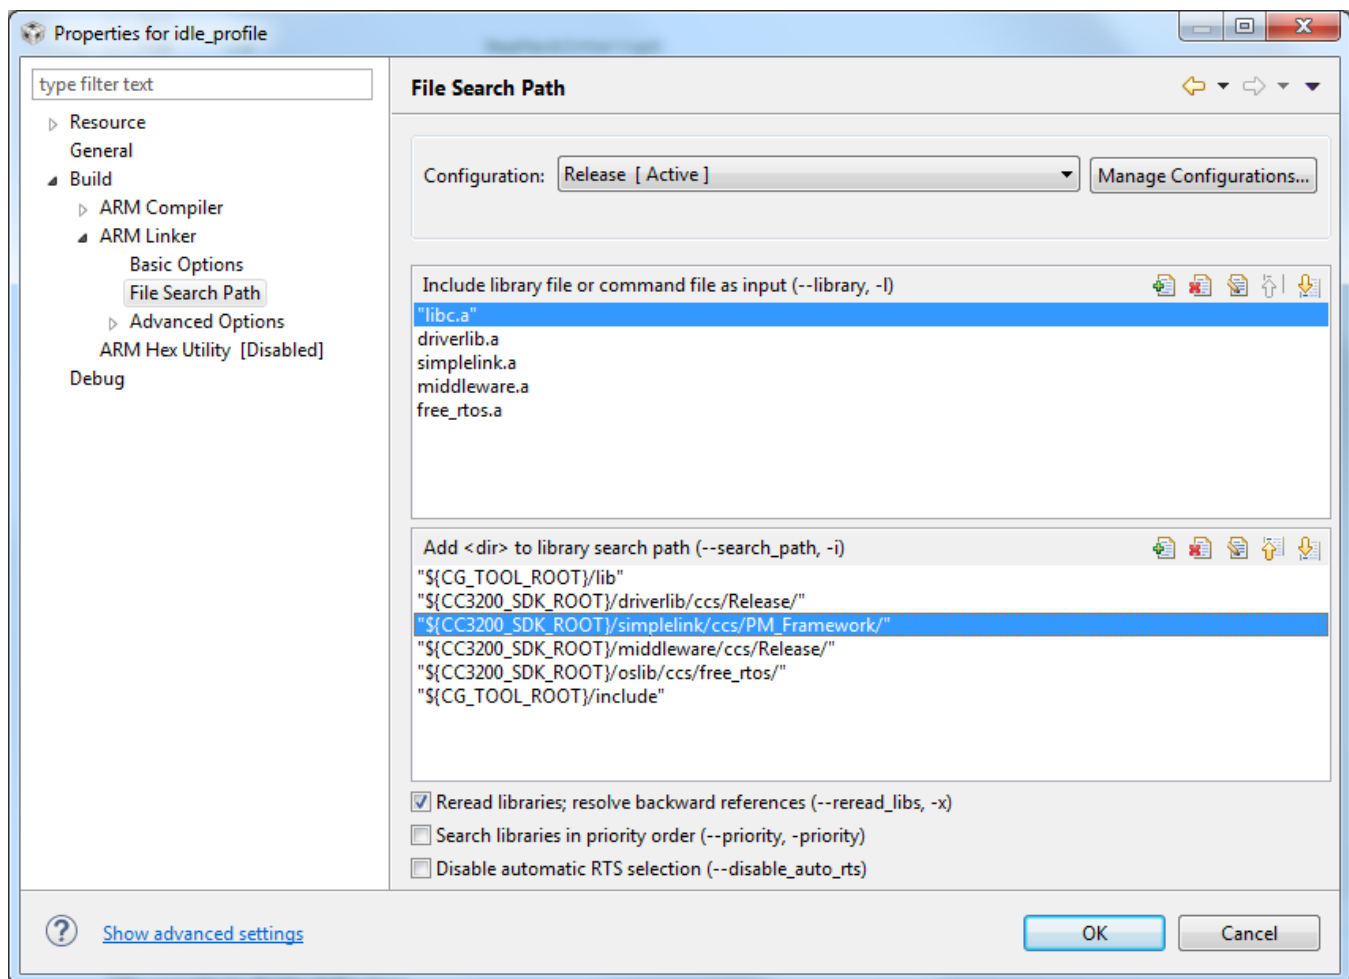 Properties for idle_profile
type filter text
Resource
General
Build
ARM Compiler
ARM Linker
Basic Options
File Search Path
Advanced Options
ARM Hex Utility [Disabled]
Debug
File Search Path
Configuration:
Release [ Active ]
Manage Configurations...
Include library file or command file as input (--library, -l)
"libc.a"
driverlib.a
simplelink.a
middleware.a
free_rtos.a
Add <dir> to library search path (--search_path, -i)
"${CG_TOOL_ROOT}/lib"
"${CC3200_SDK_ROOT}/driverlib/ccs/Release/"
"${CC3200_SDK_ROOT}/simplelink/ccs/PM_Framework/"
"${CC3200_SDK_ROOT}/middleware/ccs/Release/"
"${CC3200_SDK_ROOT}/oslib/ccs/free_rtos/"
"${CG_TOOL_ROOT}/include"
Reread libraries; resolve backward references (--reread_libs, -x)
Search libraries in priority order (--priority, -priority)
Disable automatic RTS selection (--disable_auto_rts)
Show advanced settings
OK
Cancel